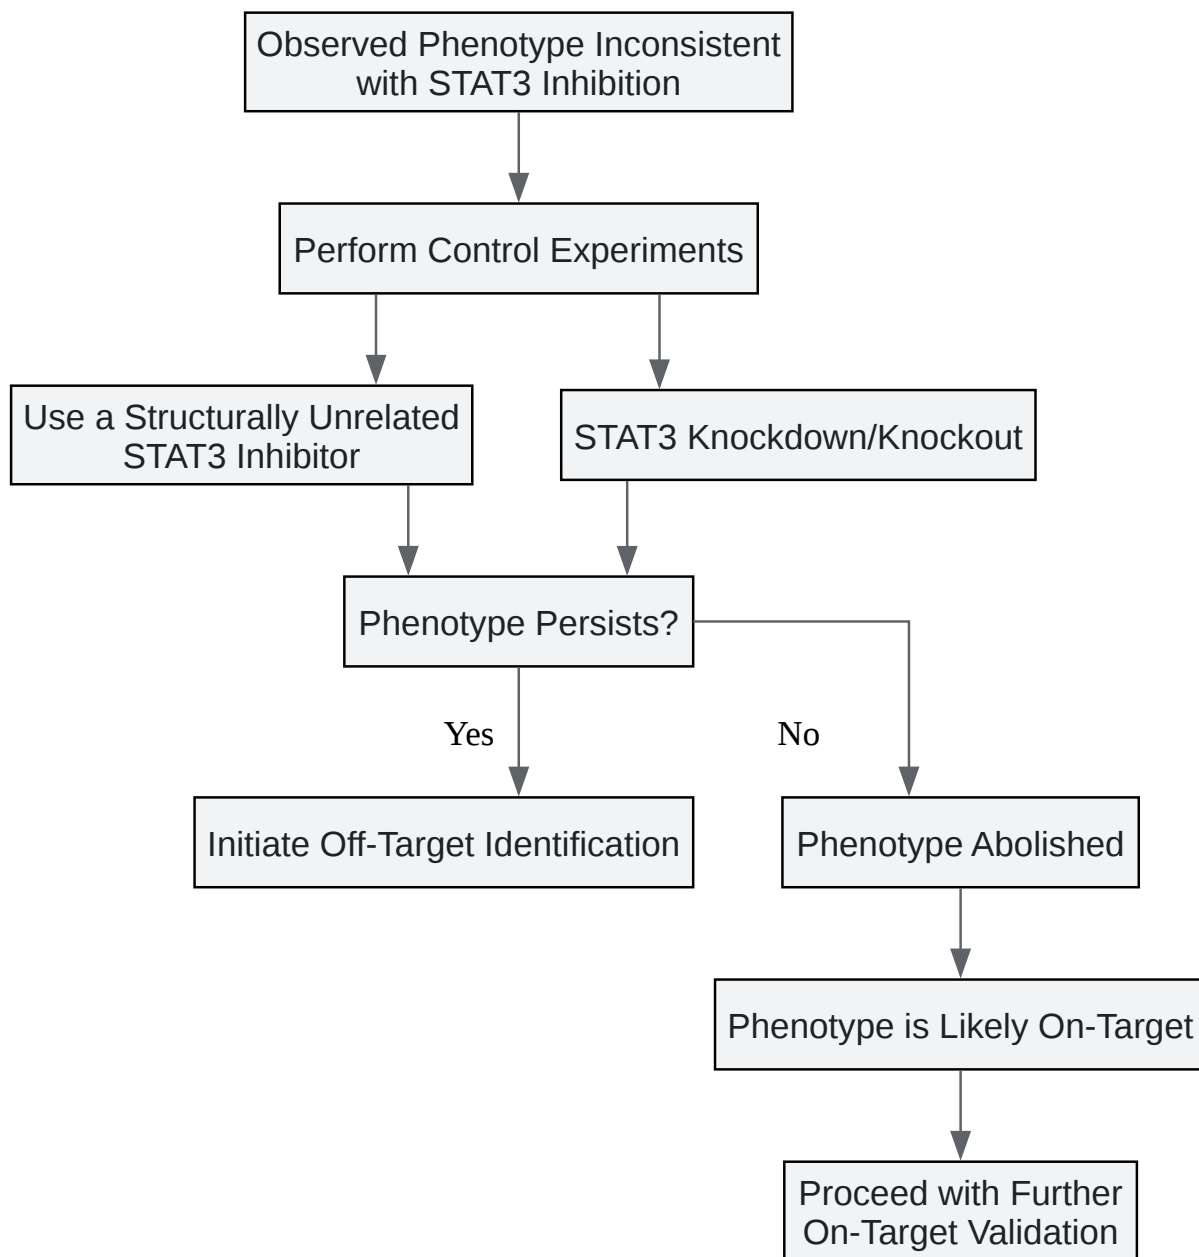 Observed Phenotype Inconsistent
with STAT3 Inhibition
Perform Control Experiments
Use a Structurally Unrelated
STAT3 Inhibitor
STAT3 Knockdown/Knockout
Phenotype Persists?
Yes
No
Initiate Off-Target Identification
Phenotype Abolished
Phenotype is Likely On-Target
Proceed with Further
On-Target Validation